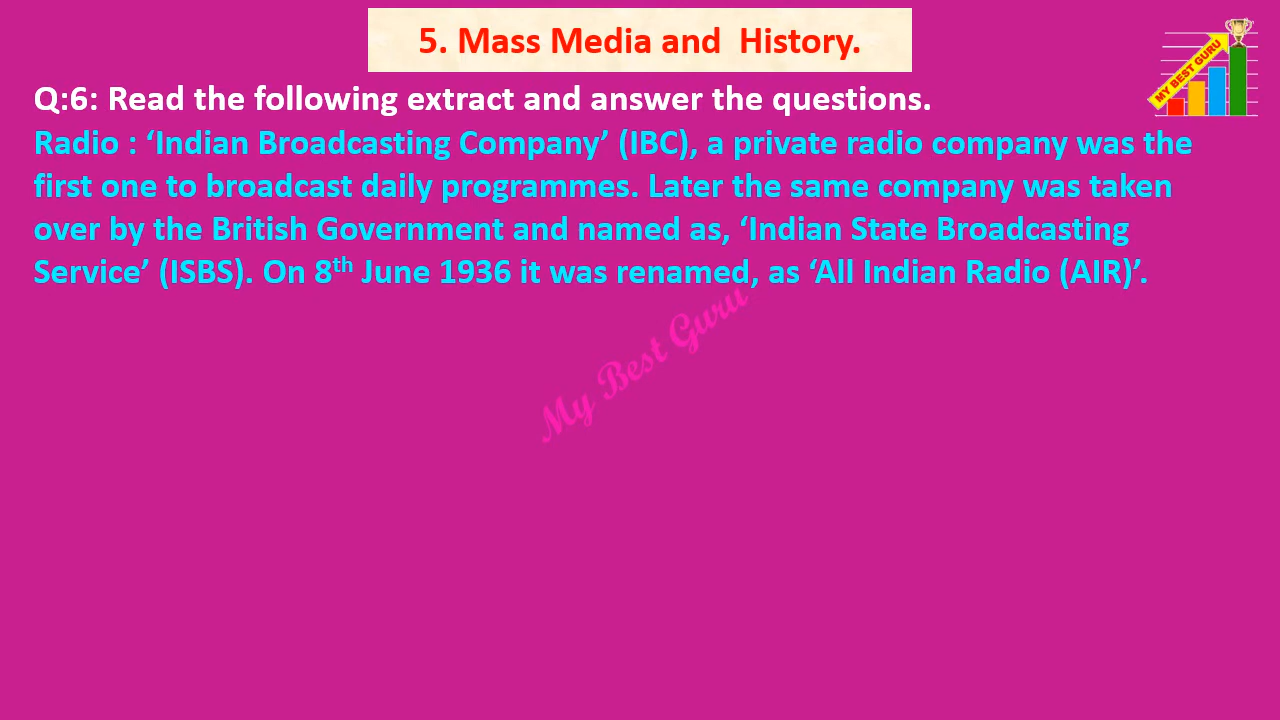 5. Mass Media and  History.
MY BEST GURU
Q:6: Read the following extract and answer the questions.
Radio : ‘Indian Broadcasting Company’ (IBC), a private radio company was the
first one to broadcast daily programmes. Later the same company was taken
over by the British Government and named as, ‘Indian State Broadcasting
Service’ (ISBS). On 8th June 1936 it was renamed, as ‘All Indian Radio (AIR)’.
My Best Guru